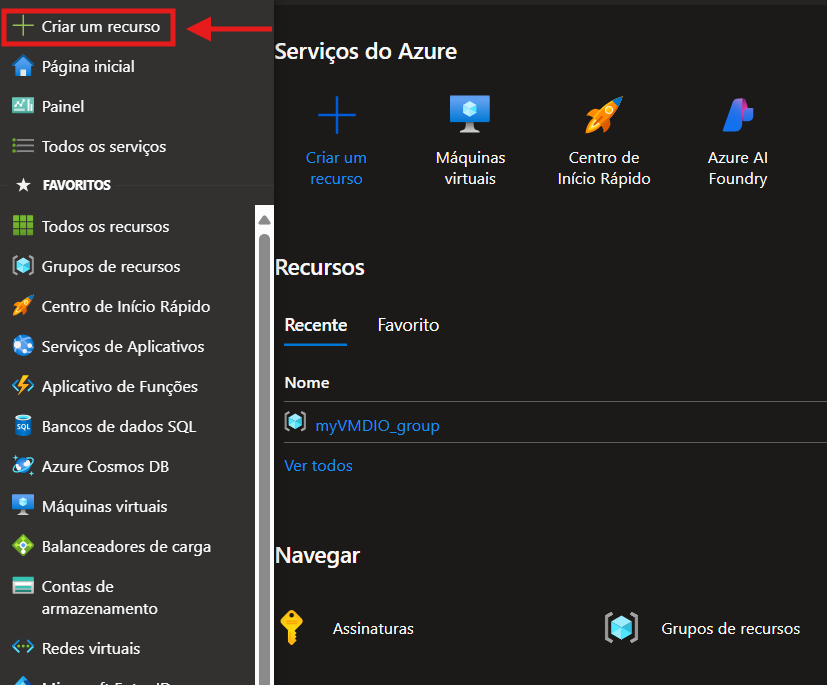 Criar um recurso
Página inicial
Painel
Todos os serviços
FAVORITOS
Todos os recursos
Grupos de recursos
Centro de Início Rápido
Serviços de Aplicativos
Aplicativo de Funções
SQL
Bancos de dados SQL
Azure Cosmos DB
Máquinas virtuais
Balanceadores de carga
Contas de
armazenamento
Redes virtuais
Serviços do Azure
Criar um
recurso
Máquinas
virtuais
Centro de
Início Rápido
Azure AI
Foundry
Recursos
Recente
Favorito
Nome
myVMDIO_group
Ver todos
Navegar
Assinaturas
Grupos de recursos